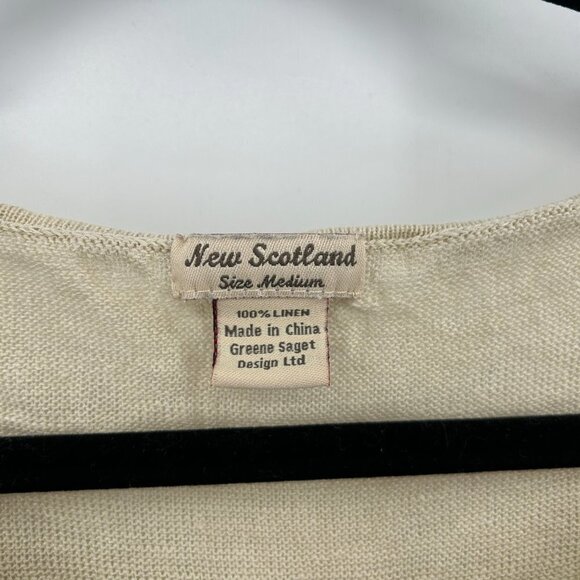 New Scotland
Size Medium
100% LINEN
Made in China
Greene Saget
Design Ltd